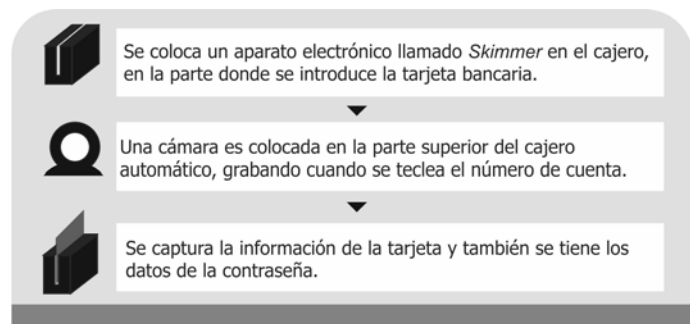 Se coloca un aparato electrónico llamado Skimmer en el cajero,
en la parte donde se introduce la tarjeta bancaria.
Una cámara es colocada en la parte superior del cajero
automático, grabando cuando se teclea el número de cuenta.
Se captura la información de la tarjeta y también se tiene los
datos de la contraseña.